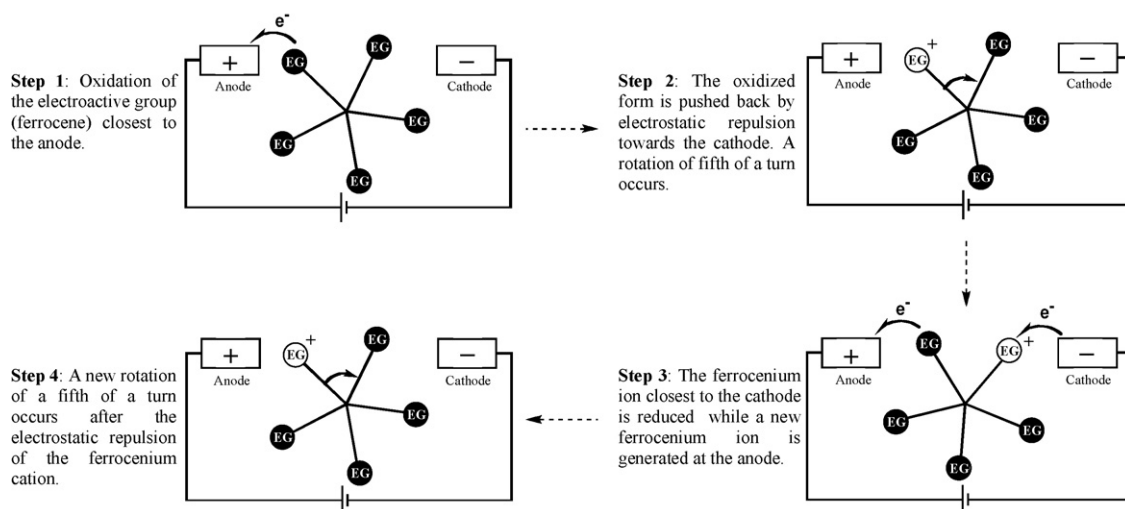 Step 1: Oxidation of
the electroactive group
(ferrocene) closest to
the anode.
e-
+
Anode
−
Cathode
EG
EG
EG
EG
EG
Step 2: The oxidized
form is pushed back by
electrostatic repulsion
towards the cathode. A
rotation of fifth of a turn
occurs.
+
Anode
−
Cathode
EG+
EG
EG
EG
EG
Step 4: A new rotation
of a fifth of a turn
occurs after the
electrostatic repulsion
of the ferrocenium
cation.
+
Anode
−
Cathode
EG+
EG
EG
EG
EG
e-
e-
+
Anode
−
Cathode
EG
EG+
EG
EG
EG
Step 3: The ferrocenium
ion closest to the cathode
is reduced while a new
ferrocenium ion is
generated at the anode.